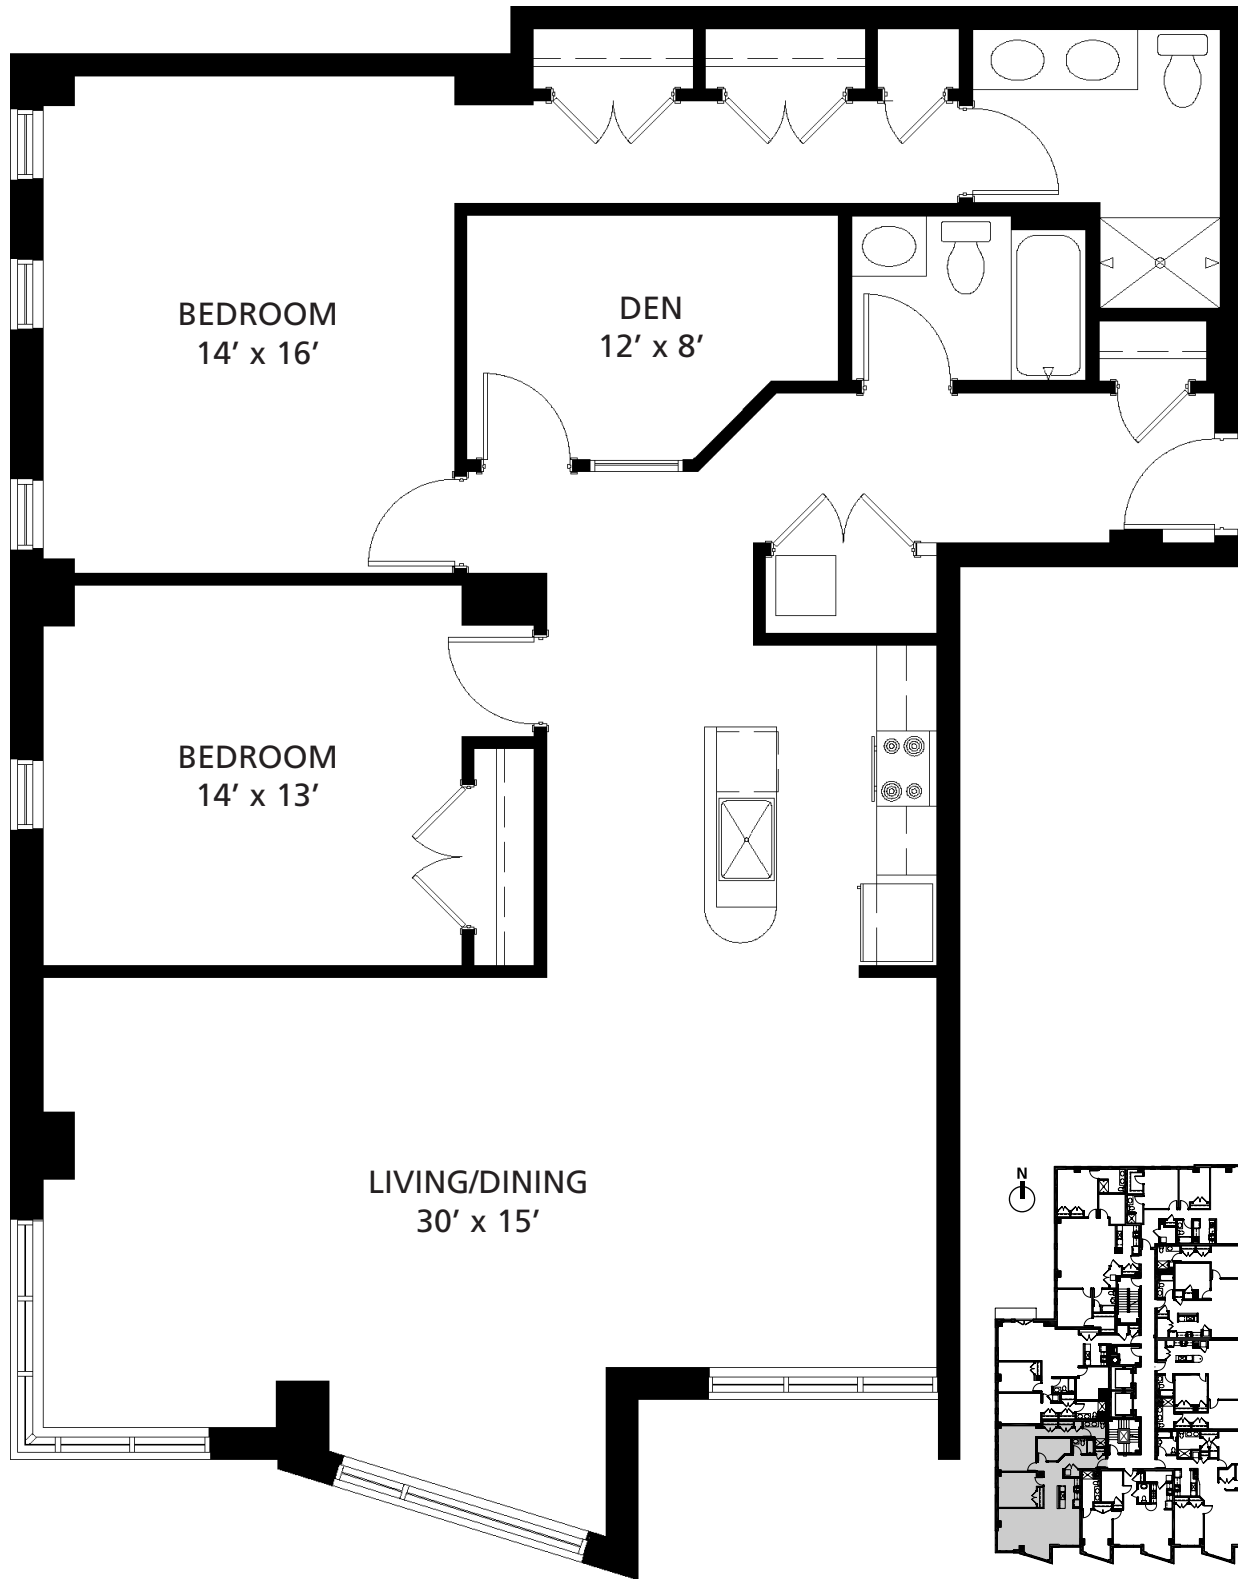 BEDROOM
14’ x 16’
DEN
12’ x 8’
BEDROOM
14’ x 13’
LIVING/DINING
30’ x 15’
N